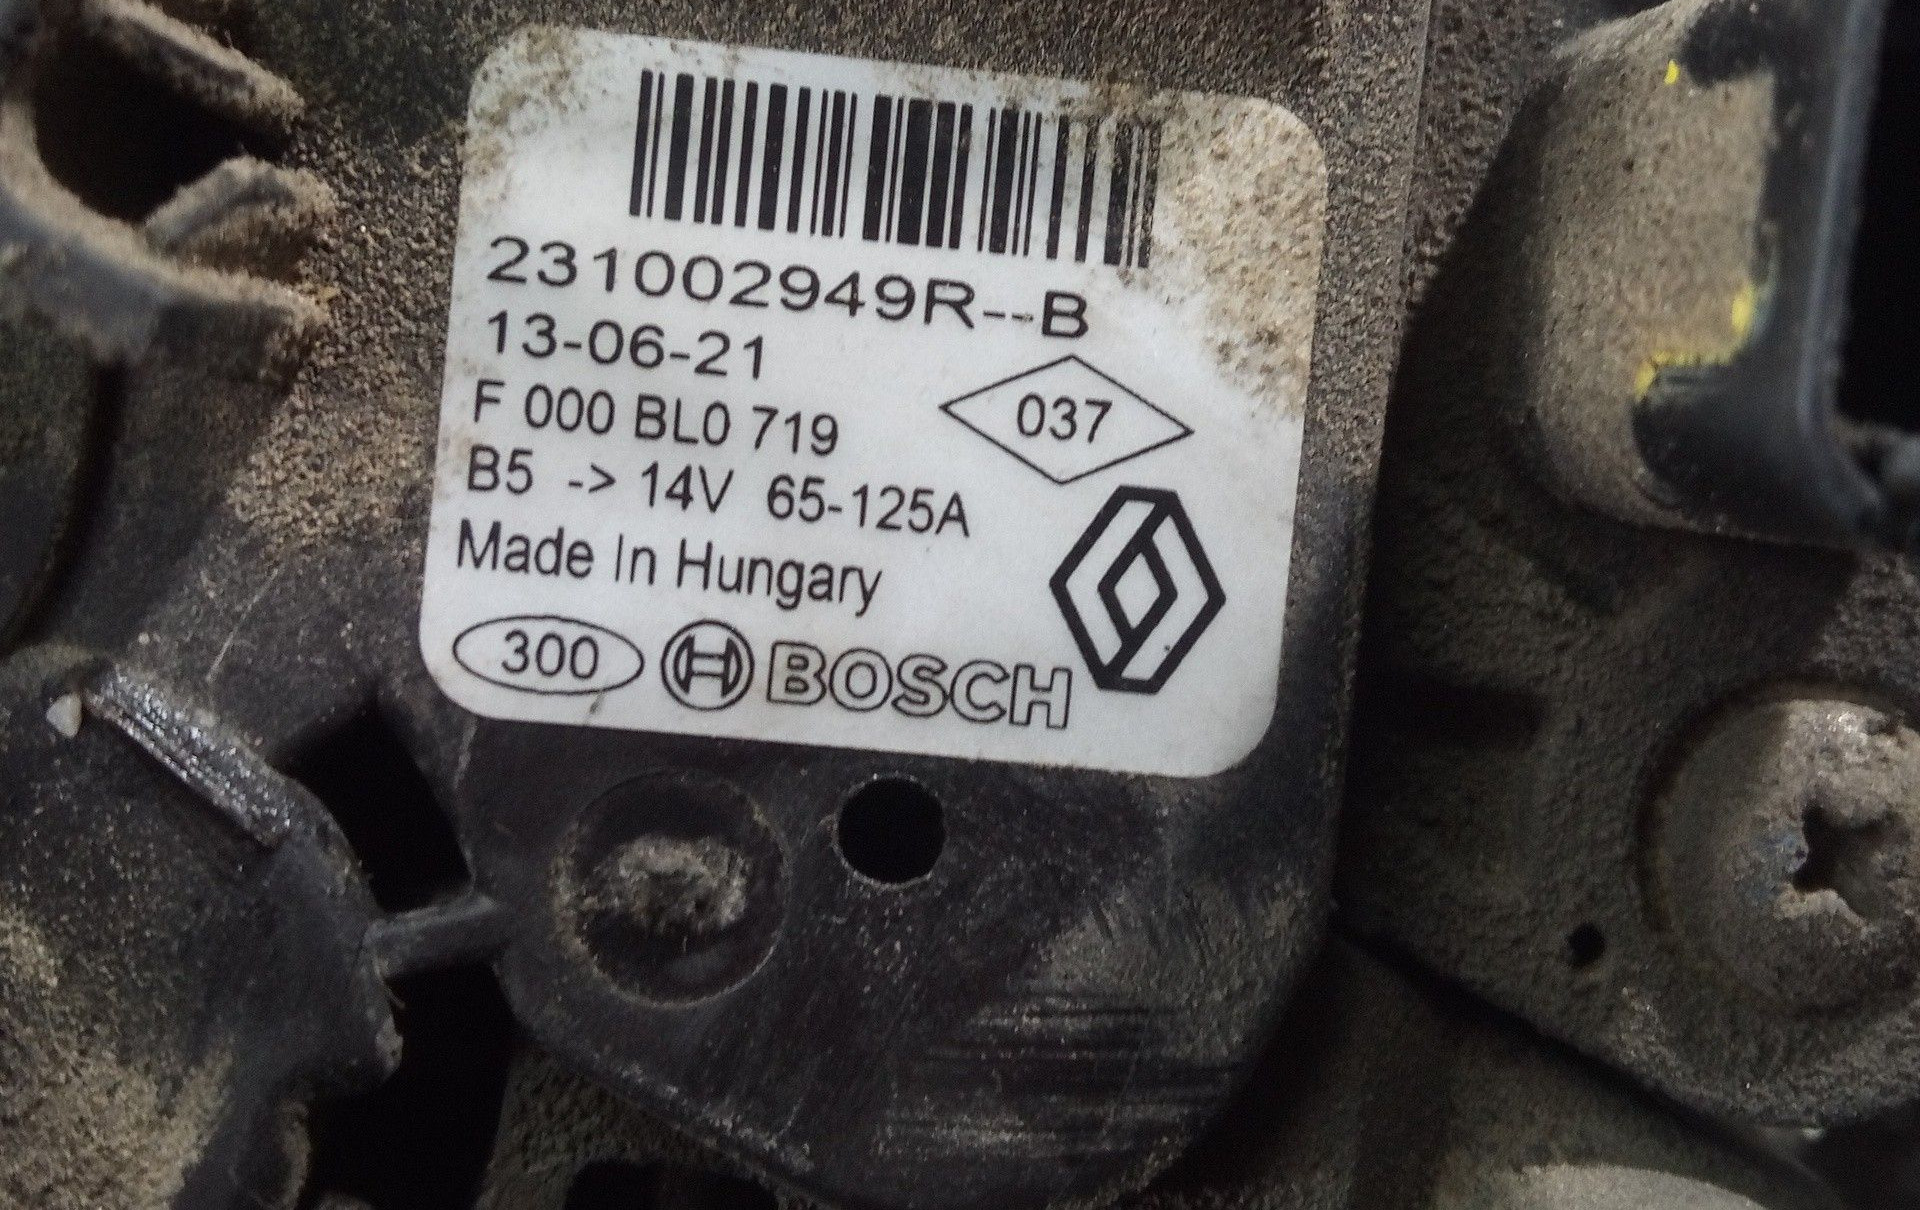 231002949R--B
13-06-21
F 000 BL0 719
037
B5 -> 14V 65-125A
Made In Hungary
300 BOSCH